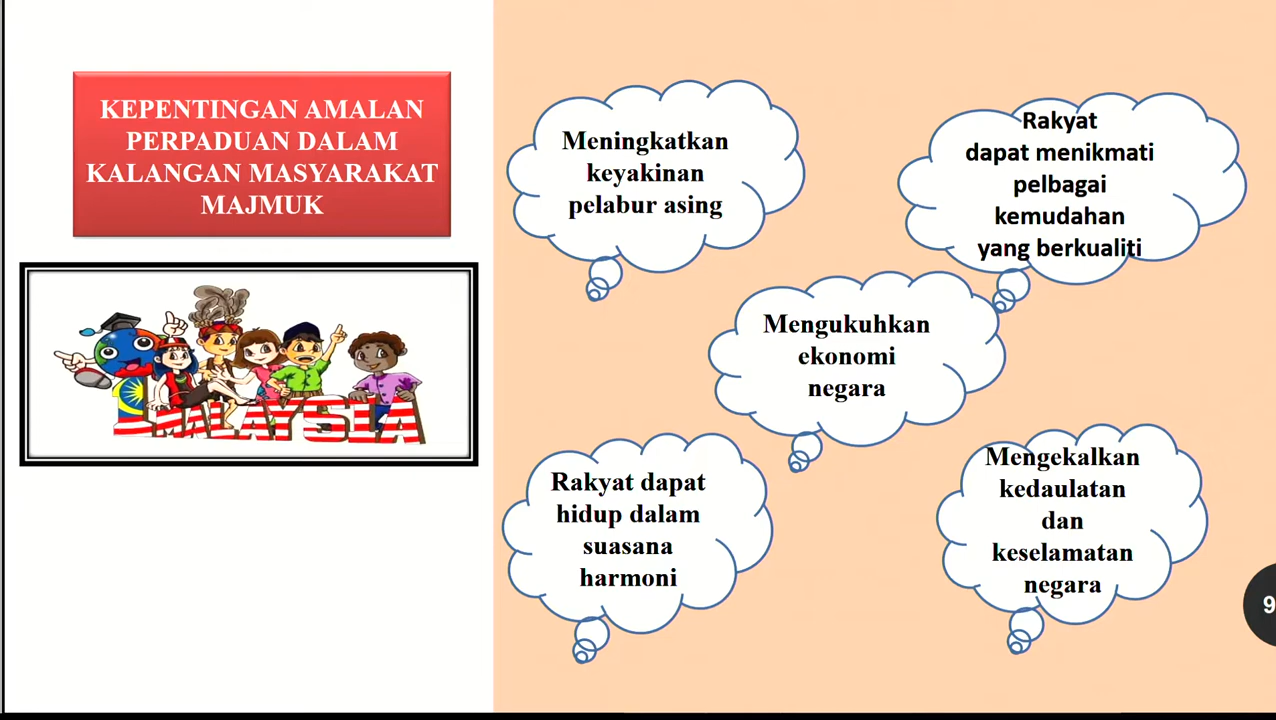 KEPENTINGAN AMALAN
PERPADUAN DALAM
KALANGAN MASYARAKAT
MAJMUK
MALAYSIA
Meningkatkan
keyakinan
pelabur asing
Rakyat
dapat menikmati
pelbagai
kemudahan
yang berkualiti
Mengukuhkan
ekonomi
negara
Rakyat dapat
hidup dalam
suasana
harmoni
Mengekalkan
kedaulatan
dan
keselamatan
negara
9